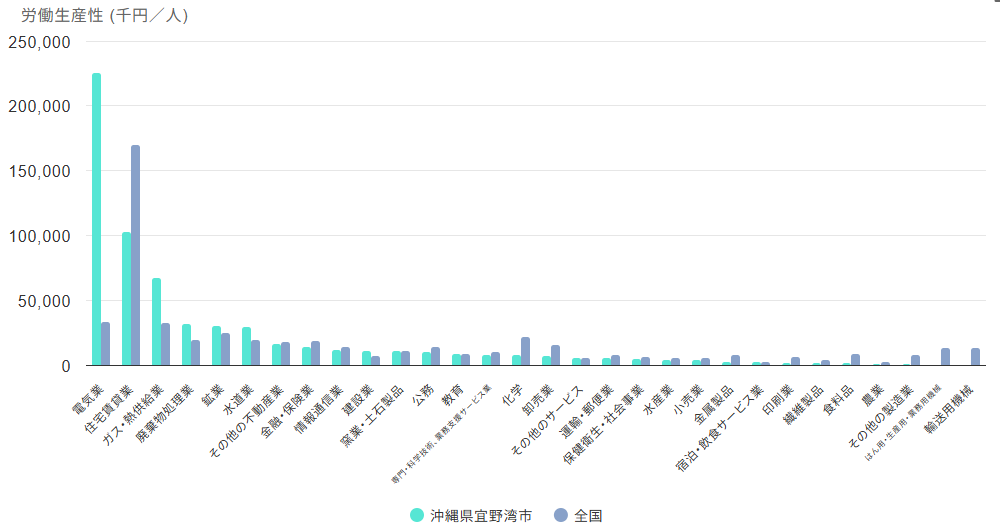 労働生産性 (千円／人)
250,000
200,000
150,000
100,000
50,000
0
電気業
住宅賃貸業
ガス・熱供給業
廃棄物処理業
鉱業
水道業
その他の不動産業
金融・保険業
情報通信業
建設業
窯業・土石製品
公務
教育
専門・科学技術、業務支援サービス業
化学
卸売業
その他のサービス
運輸・郵便業
保健衛生・社会事業
水産業
小売業
金属製品
宿泊・飲食サービス業
印刷業
繊維製品
食料品
農業
その他の製造業
はん用・生産用・業務用機械
輸送用機械
沖縄県宜野湾市
全国